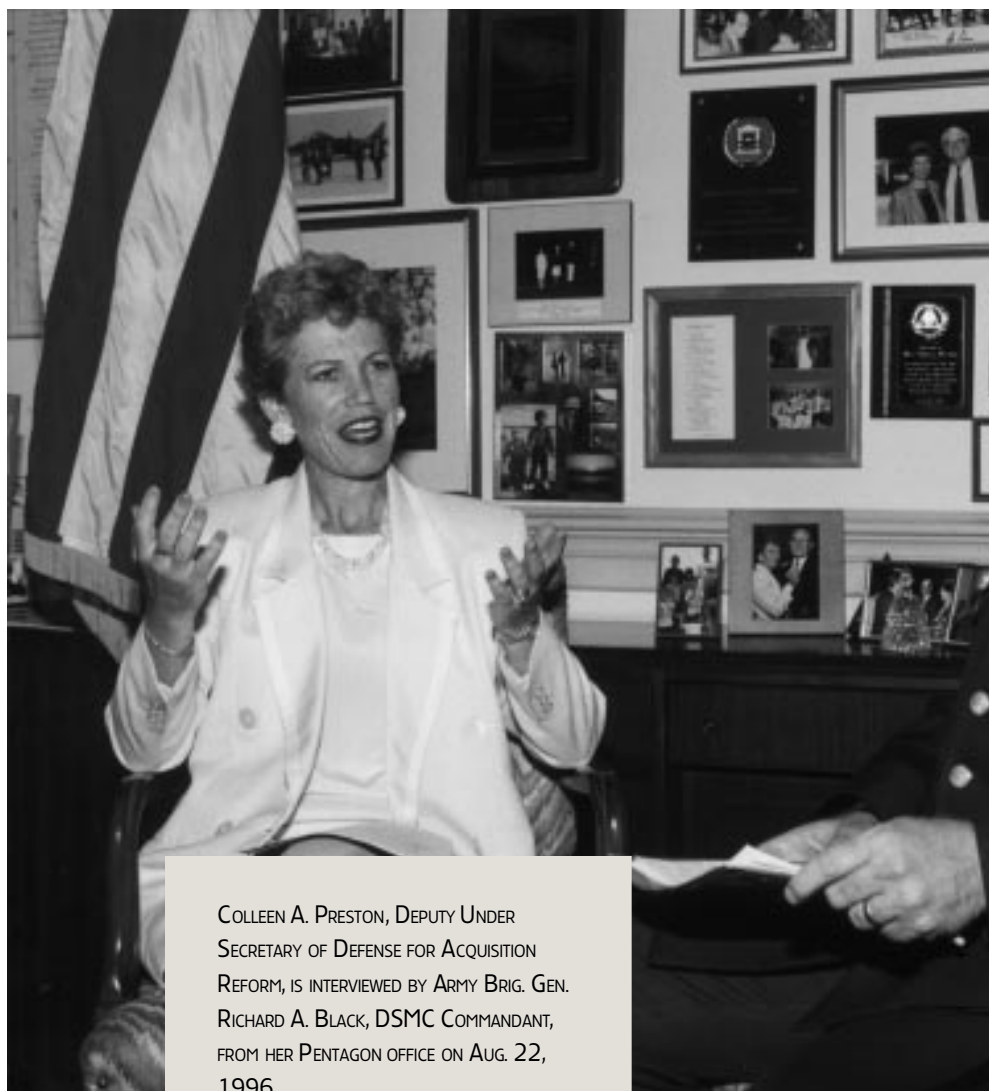 COLLEEN A. PRESTON, DEPUTY UNDER
SECRETARY OF DEFENSE FOR ACQUISITION
REFORM, IS INTERVIEWED BY ARMY BRIG. GEN.
RICHARD A. BLACK, DSMC COMMANDANT,
FROM HER PENTAGON OFFICE ON AUG. 22,
1996